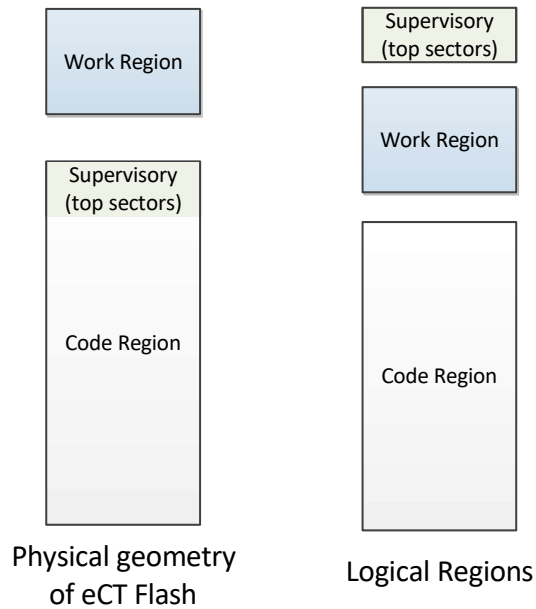 Work Region
Supervisory
(top sectors)
Code Region
Physical geometry
of eCT Flash
Supervisory
(top sectors)
Work Region
Code Region
Logical Regions